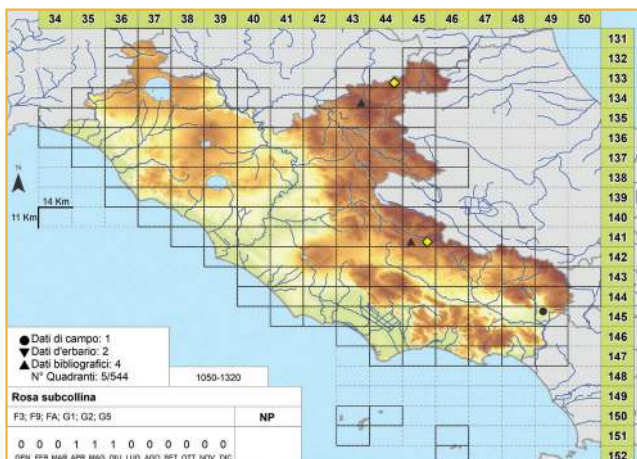 34 35 36 37 38 39 40 41 42 43 44 45 46 47 48 49 50
131
132
133
134
135
136
137
138
139
140
141
142
143
144
145
146
147
148
149
150
151
152
N
14 Km
11 Km
Dati di campo: 1
Dati d'erbario: 2
Dati bibliografici: 4
N° Quadranti: 5/544
1050-1320
Rosa subcollina
F3; F9; FA; G1; G2; G5
NP
0 0 0 1 1 1 0 0 0 0 0 0
GEN FEB MAR APR MAG GIU LUG AGO SET OTT NOV DIC